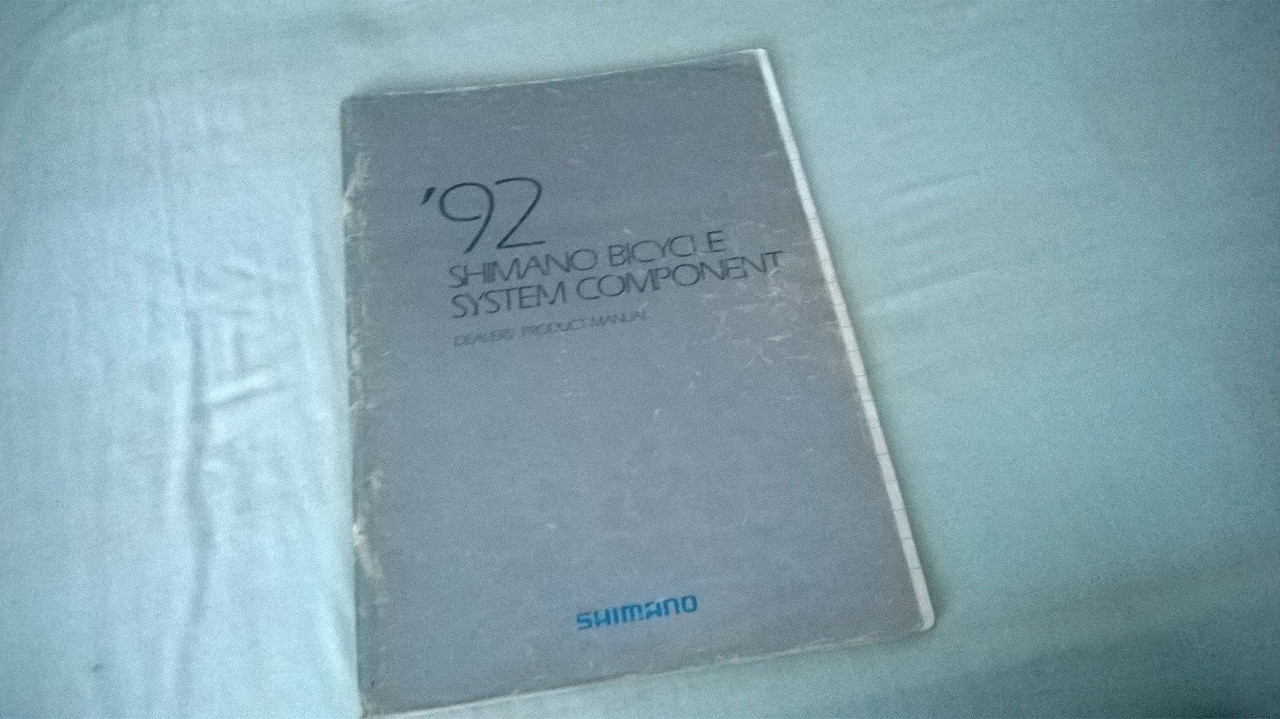 '92
SHIMANO BICYCLE
SYSTEM COMPONENT
DEALERS' PRODUCT MANUAL
SHIMANO